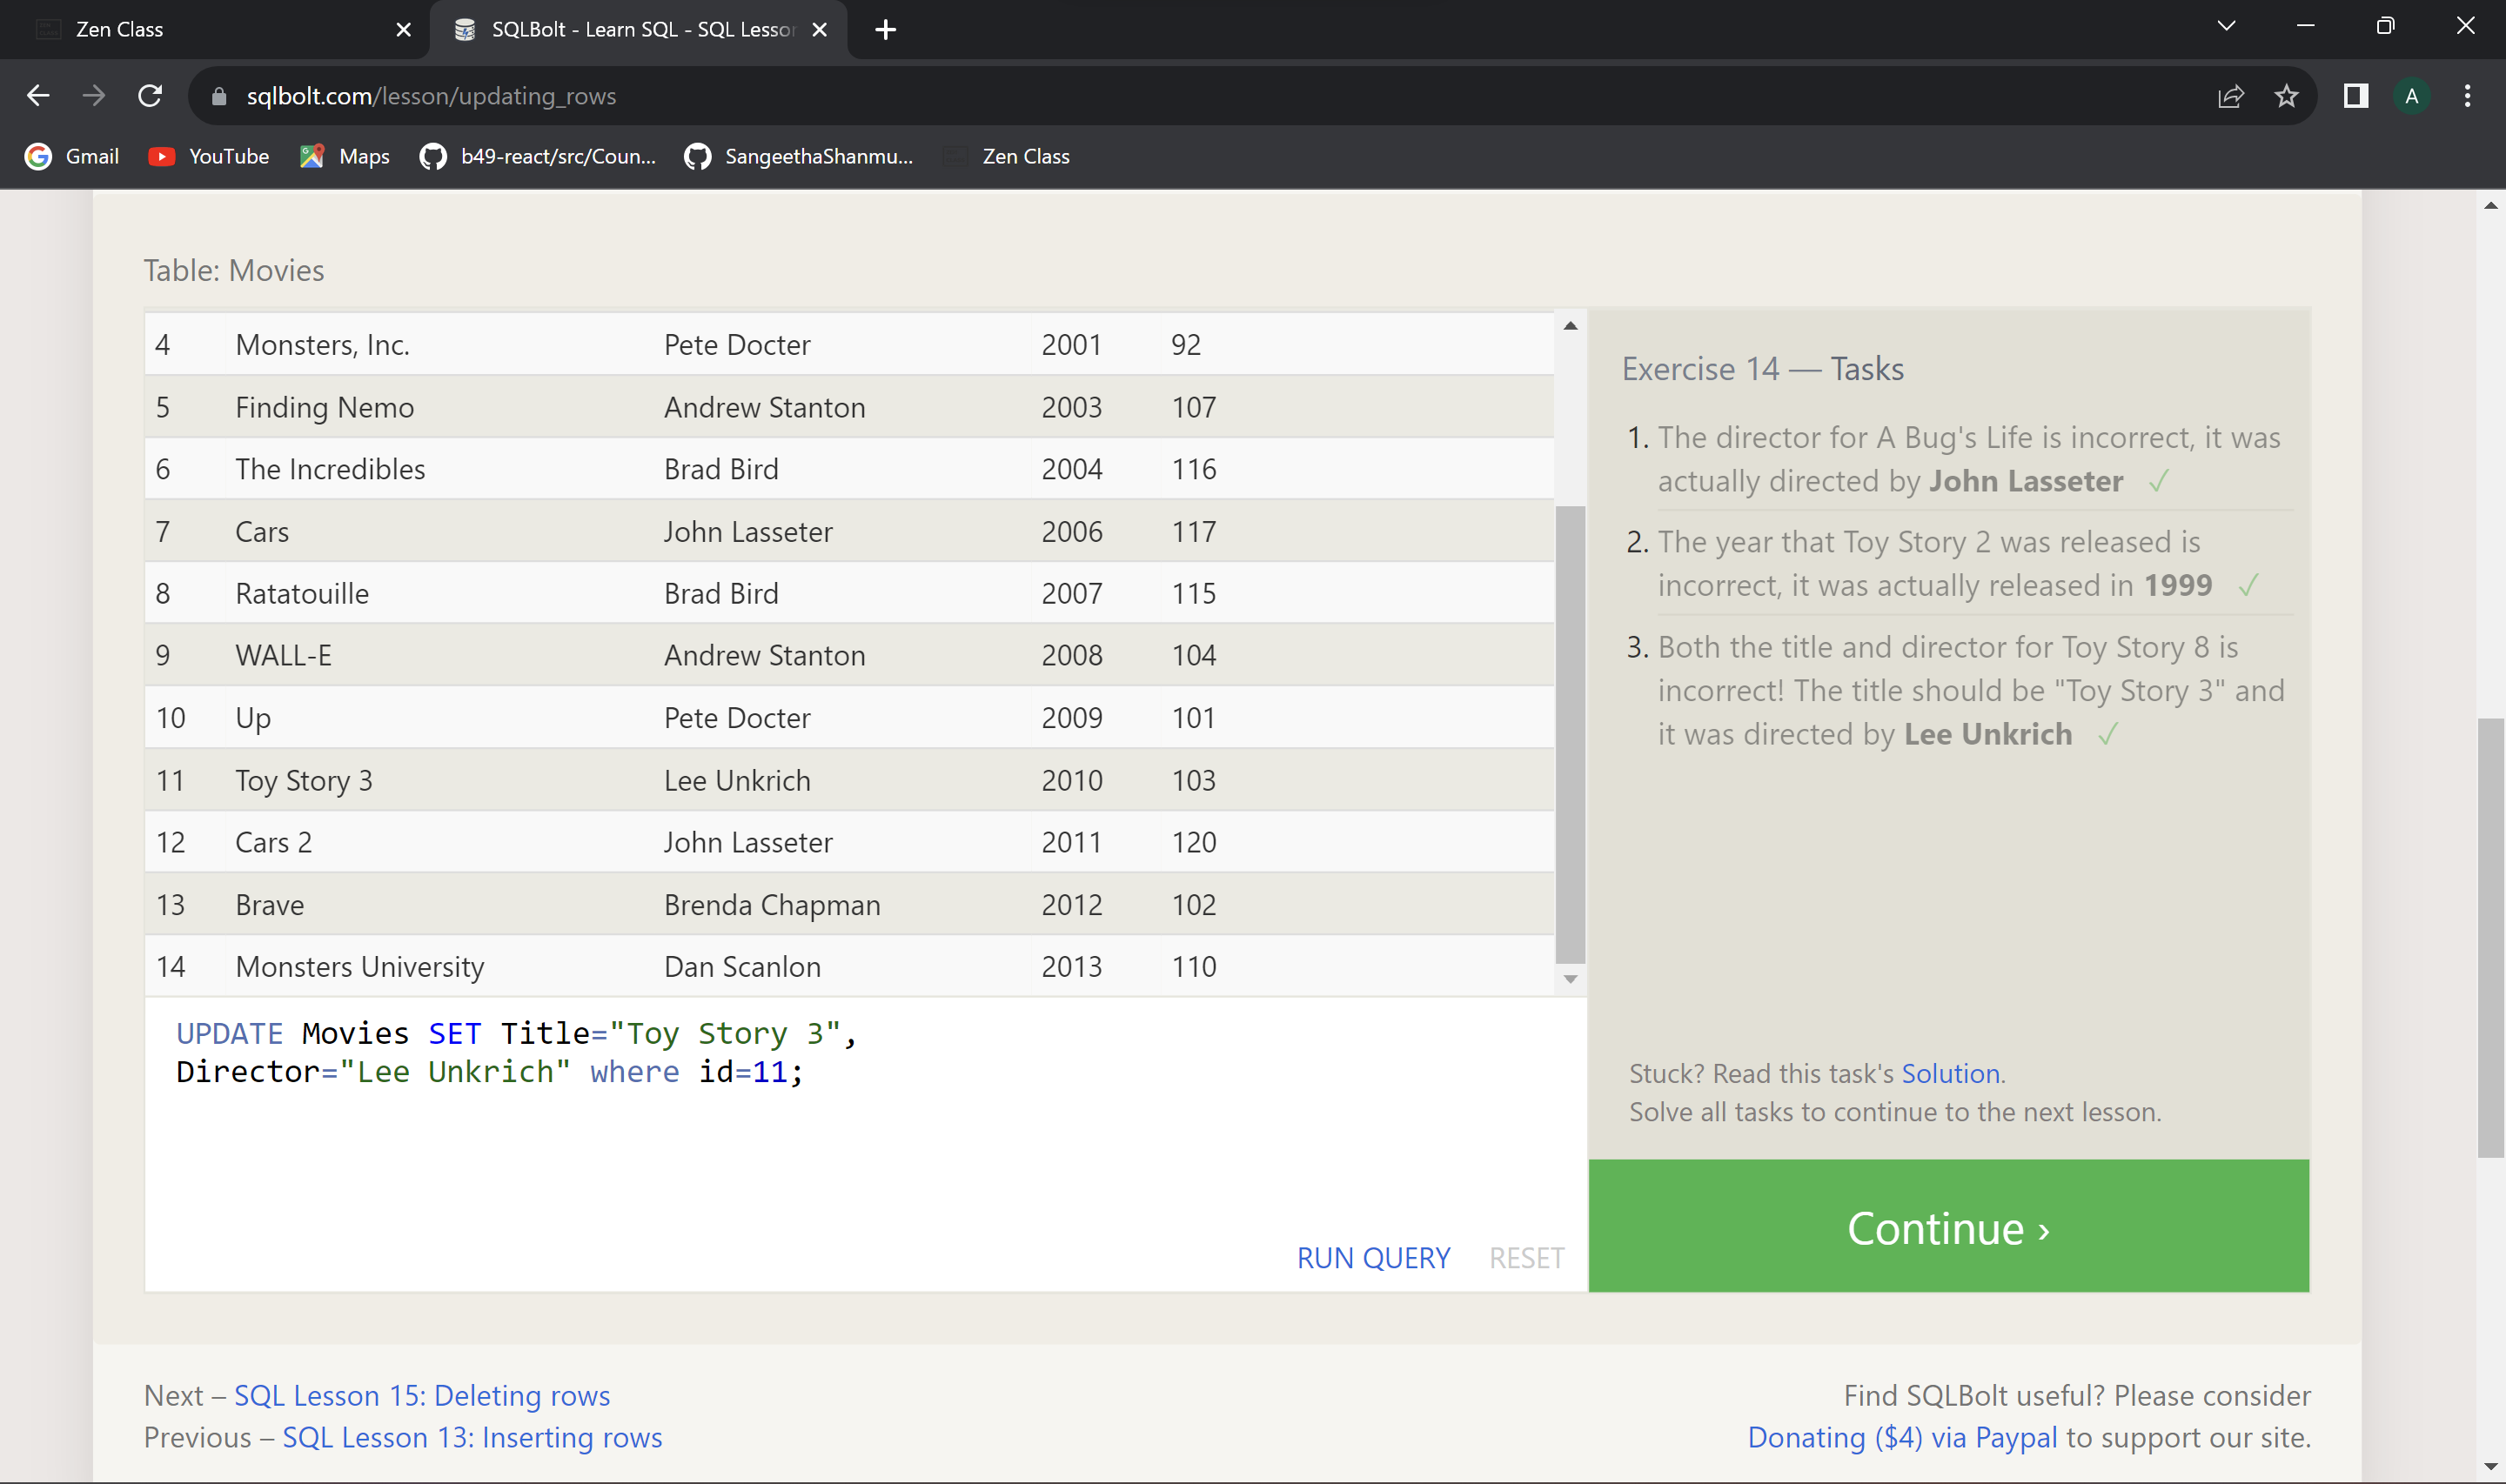 Zen Class
SQLBolt - Learn SQL - SQL Lesson
sqlbolt.com/lesson/updating_rows
A
Gmail
YouTube
Maps
b49-react/src/Coun...
SangeethaShanmu...
Zen Class
Table: Movies
4 Monsters, Inc. Pete Docter 2001 92
5 Finding Nemo Andrew Stanton 2003 107
6 The Incredibles Brad Bird 2004 116
7 Cars John Lasseter 2006 117
8 Ratatouille Brad Bird 2007 115
9 WALL-E Andrew Stanton 2008 104
10 Up Pete Docter 2009 101
11 Toy Story 3 Lee Unkrich 2010 103
12 Cars 2 John Lasseter 2011 120
13 Brave Brenda Chapman 2012 102
14 Monsters University Dan Scanlon 2013 110
UPDATE Movies SET Title="Toy Story 3",
Director="Lee Unkrich" where id=11;
RUN QUERY RESET
Exercise 14 — Tasks
1. The director for A Bug's Life is incorrect, it was
actually directed by John Lasseter ✓
2. The year that Toy Story 2 was released is
incorrect, it was actually released in 1999 ✓
3. Both the title and director for Toy Story 8 is
incorrect! The title should be "Toy Story 3" and
it was directed by Lee Unkrich ✓
Stuck? Read this task's Solution.
Solve all tasks to continue to the next lesson.
Continue ›
Next – SQL Lesson 15: Deleting rows
Previous – SQL Lesson 13: Inserting rows
Find SQLBolt useful? Please consider
Donating ($4) via Paypal to support our site.